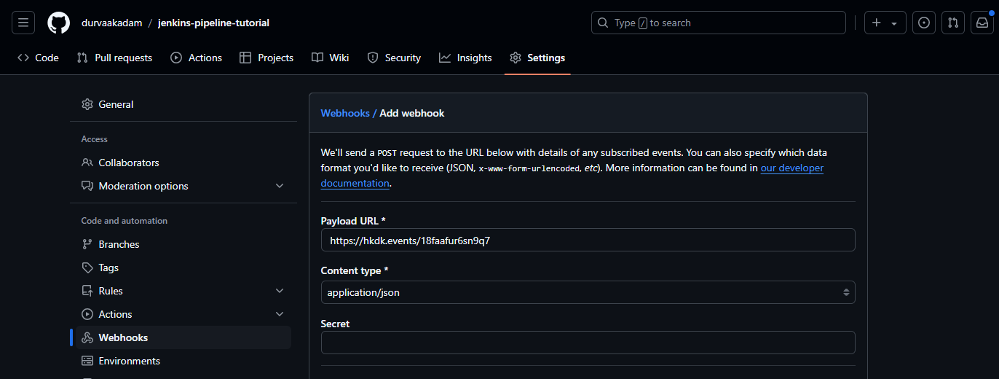 durvaakadam / jenkins-pipeline-tutorial
Type / to search
Code
Pull requests
Actions
Projects
Wiki
Security
Insights
Settings
General
Access
Collaborators
Moderation options
Code and automation
Branches
Tags
Rules
Actions
Webhooks
Environments
Webhooks / Add webhook
We'll send a POST request to the URL below with details of any subscribed events. You can also specify which data
format you'd like to receive (JSON, x-www-form-urlencoded, etc). More information can be found in our developer
documentation.
Payload URL *
https://hkdk.events/18faafur6sn9q7
Content type *
application/json
Secret